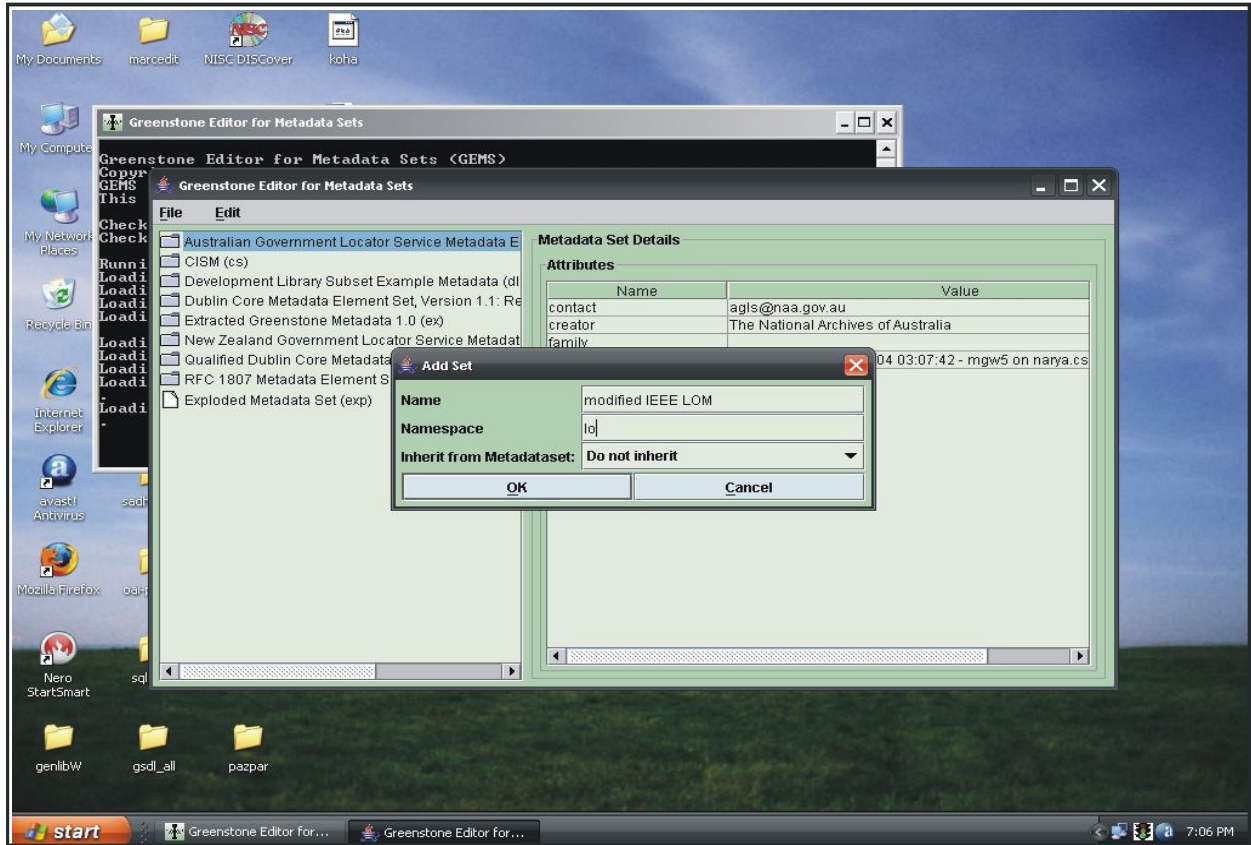 My Documents
marcedit
NISC DISCover
koha
My Compute
My Network Places
Recycle Bin
Internet Explorer
avast! Antivirus
Mozilla Firefox
Nero StartSmart
genlibW
gsdl_all
pazpar
sadh
oai-
sql
Greenstone Editor for Metadata Sets
Greenstone Editor for Metadata Sets (GEMS)
Copyr
GEMS
This
Check
Check
Runni
Loadi
Loadi
Loadi
Loadi
Loadi
Loadi
Loadi
Loadi
.
Loadi
.
Greenstone Editor for Metadata Sets
File Edit
Australian Government Locator Service Metadata E
CISM (cs)
Development Library Subset Example Metadata (dl
Dublin Core Metadata Element Set, Version 1.1: Re
Extracted Greenstone Metadata 1.0 (ex)
New Zealand Government Locator Service Metadat
Qualified Dublin Core Metadata
RFC 1807 Metadata Element S
Exploded Metadata Set (exp)
Metadata Set Details
Attributes
Name Value
contact agls@naa.gov.au
creator The National Archives of Australia
family
04 03:07:42 - mgw5 on narya.cs
Add Set
Name modified IEEE LOM
Namespace lo
Inherit from Metadataset: Do not inherit
OK Cancel
start
Greenstone Editor for...
Greenstone Editor for...
7:06 PM